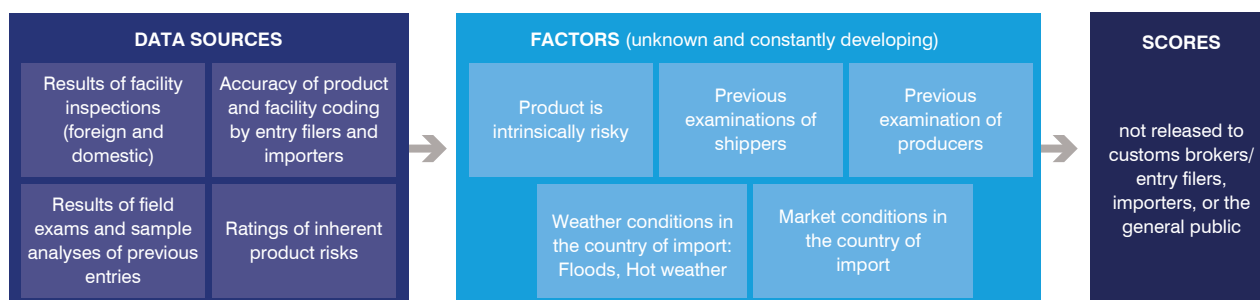 DATA SOURCES
Results of facility
inspections
(foreign and
domestic)
Accuracy of product
and facility coding
by entry filers and
importers
Results of field
exams and sample
analyses of previous
entries
Ratings of inherent
product risks
FACTORS (unknown and constantly developing)
Product is
intrinsically risky
Previous
examinations of
shippers
Previous
examination of
producers
Weather conditions in
the country of import:
Floods, Hot weather
Market conditions in
the country of
import
SCORES
not released to
customs brokers/
entry filers,
importers, or the
general public